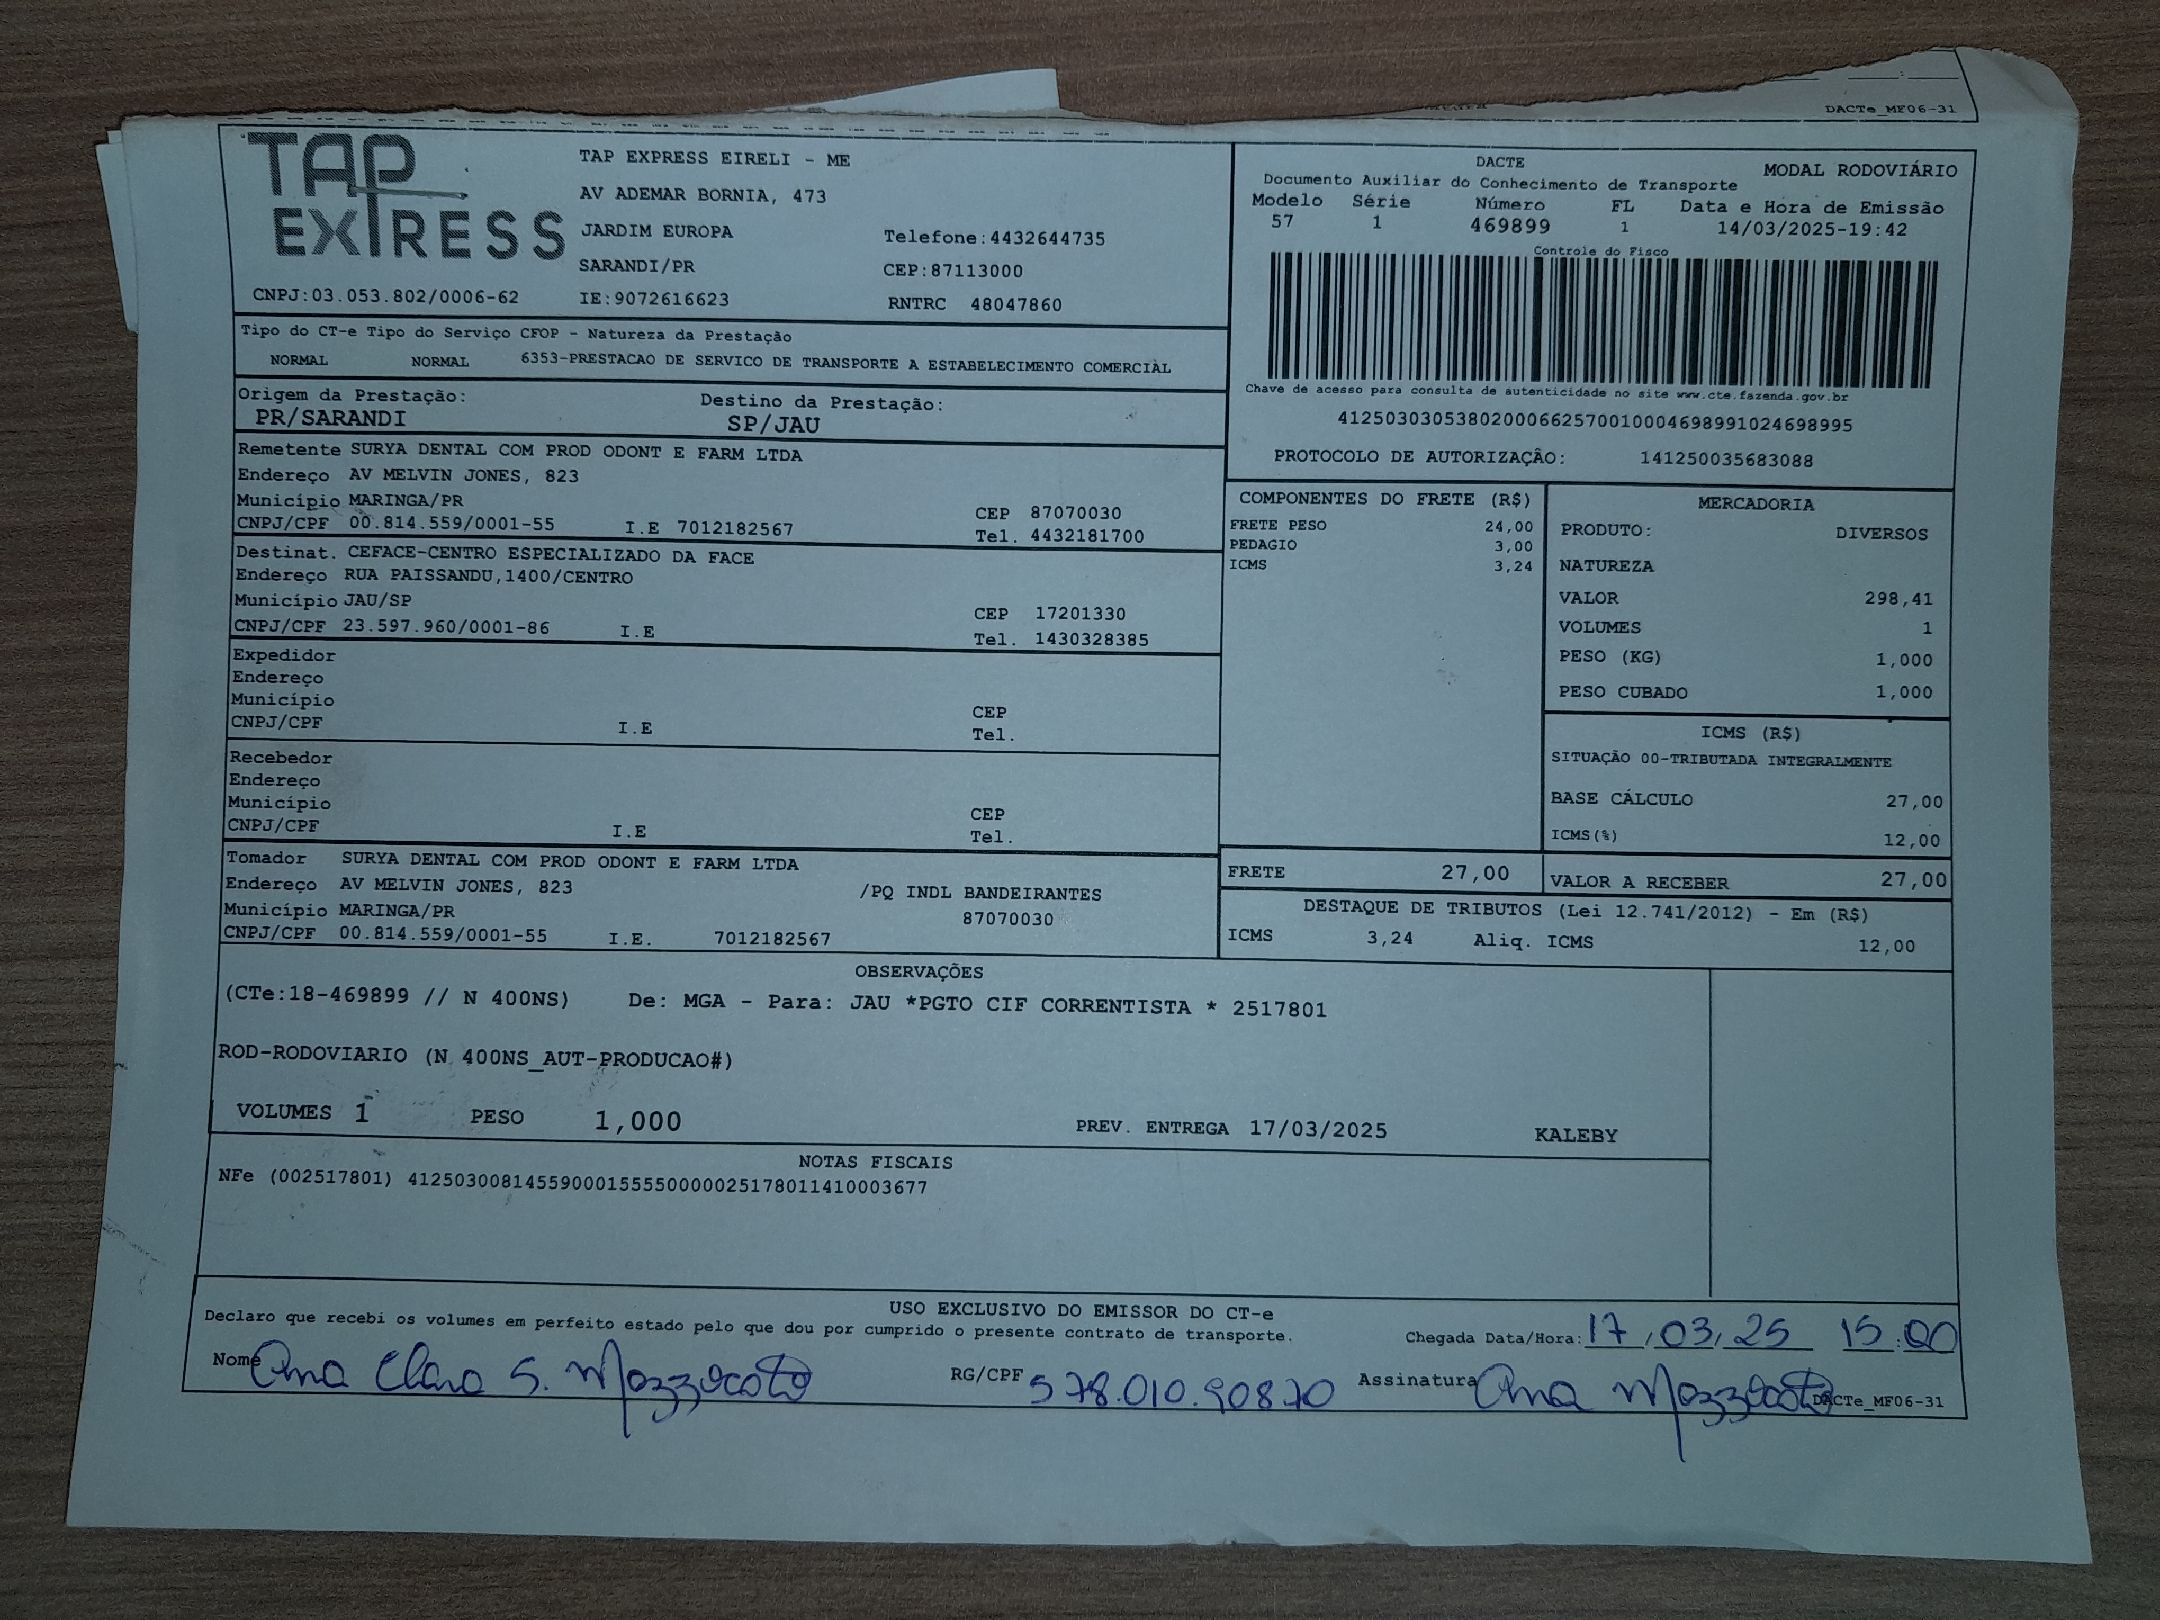 DACTe_MF06-31
TAP EXPRESS
TAP EXPRESS EIRELI - ME
AV ADEMAR BORNIA, 473
JARDIM EUROPA
Telefone:4432644735
SARANDI/PR
CEP:87113000
CNPJ:03.053.802/0006-62
IE:9072616623
RNTRC 48047860
DACTE
MODAL RODOVIÁRIO
Documento Auxiliar do Conhecimento de Transporte
Modelo Série Número FL Data e Hora de Emissão
57 1 469899 1 14/03/2025-19:42
Controle do Fisco
Chave de acesso para consulta de autenticidade no site www.cte.fazenda.gov.br
41250303053802000662570010004698991024698995
PROTOCOLO DE AUTORIZAÇÃO: 141250035683088
Tipo do CT-e Tipo do Serviço CFOP - Natureza da Prestação
NORMAL NORMAL 6353-PRESTACAO DE SERVICO DE TRANSPORTE A ESTABELECIMENTO COMERCIAL
Origem da Prestação: Destino da Prestação:
PR/SARANDI SP/JAU
Remetente SURYA DENTAL COM PROD ODONT E FARM LTDA
Endereço AV MELVIN JONES, 823
Município MARINGA/PR CEP 87070030
CNPJ/CPF 00.814.559/0001-55 I.E 7012182567 Tel. 4432181700
Destinat. CEFACE-CENTRO ESPECIALIZADO DA FACE
Endereço RUA PAISSANDU,1400/CENTRO
Município JAU/SP CEP 17201330
CNPJ/CPF 23.597.960/0001-86 I.E Tel. 1430328385
Expedidor
Endereço
Município CEP
CNPJ/CPF I.E Tel.
Recebedor
Endereço
Município CEP
CNPJ/CPF I.E Tel.
Tomador SURYA DENTAL COM PROD ODONT E FARM LTDA
Endereço AV MELVIN JONES, 823 /PQ INDL BANDEIRANTES
Município MARINGA/PR 87070030
CNPJ/CPF 00.814.559/0001-55 I.E. 7012182567
COMPONENTES DO FRETE (R$)
FRETE PESO 24,00
PEDAGIO 3,00
ICMS 3,24
MERCADORIA
PRODUTO: DIVERSOS
NATUREZA
VALOR 298,41
VOLUMES 1
PESO (KG) 1,000
PESO CUBADO 1,000
ICMS (R$)
SITUAÇÃO 00-TRIBUTADA INTEGRALMENTE
BASE CÁLCULO 27,00
ICMS(%) 12,00
FRETE 27,00
VALOR A RECEBER 27,00
DESTAQUE DE TRIBUTOS (Lei 12.741/2012) - Em (R$)
ICMS 3,24 Aliq. ICMS 12,00
OBSERVAÇÕES
(CTe:18-469899 // N 400NS) De: MGA - Para: JAU *PGTO CIF CORRENTISTA * 2517801
ROD-RODOVIARIO (N 400NS_AUT-PRODUCAO#)
VOLUMES 1 PESO 1,000 PREV. ENTREGA 17/03/2025 KALEBY
NOTAS FISCAIS
NFe (002517801) 41250300814559000155550000025178011410003677
USO EXCLUSIVO DO EMISSOR DO CT-e
Declaro que recebi os volumes em perfeito estado pelo que dou por cumprido o presente contrato de transporte.
Chegada Data/Hora: 17/03/25 15:00
Nome Ana Clara S. Mozzocato RG/CPF 578.010.90870 Assinatura Ana Mozzocato
DACTe_MF06-31